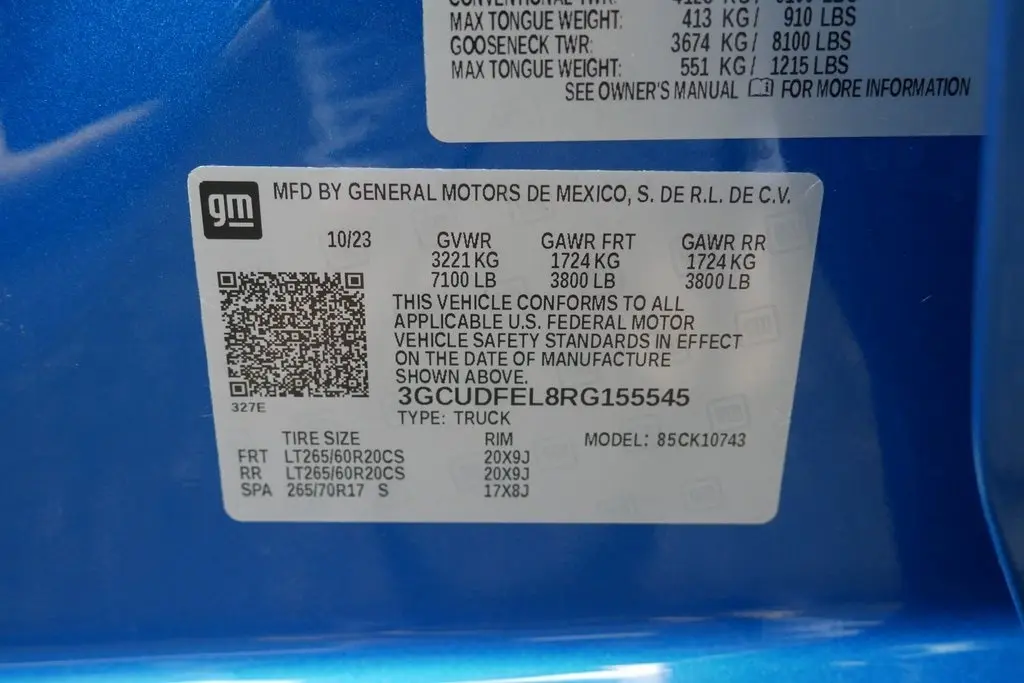 CONVENTIONAL TWR:
MAX TONGUE WEIGHT: 413 KG/ 910 LBS
GOOSENECK TWR: 3674 KG/ 8100 LBS
MAX TONGUE WEIGHT: 551 KG/ 1215 LBS
SEE OWNER'S MANUAL FOR MORE INFORMATION
gm MFD BY GENERAL MOTORS DE MEXICO, S. DE R.L. DE C.V.
10/23 GVWR GAWR FRT GAWR RR
3221 KG 1724 KG 1724 KG
7100 LB 3800 LB 3800 LB
THIS VEHICLE CONFORMS TO ALL
APPLICABLE U.S. FEDERAL MOTOR
VEHICLE SAFETY STANDARDS IN EFFECT
ON THE DATE OF MANUFACTURE
SHOWN ABOVE.
327E
3GCUDFEL8RG155545
TYPE: TRUCK
TIRE SIZE RIM MODEL: 85CK10743
FRT LT265/60R20CS 20X9J
RR LT265/60R20CS 20X9J
SPA 265/70R17 S 17X8J